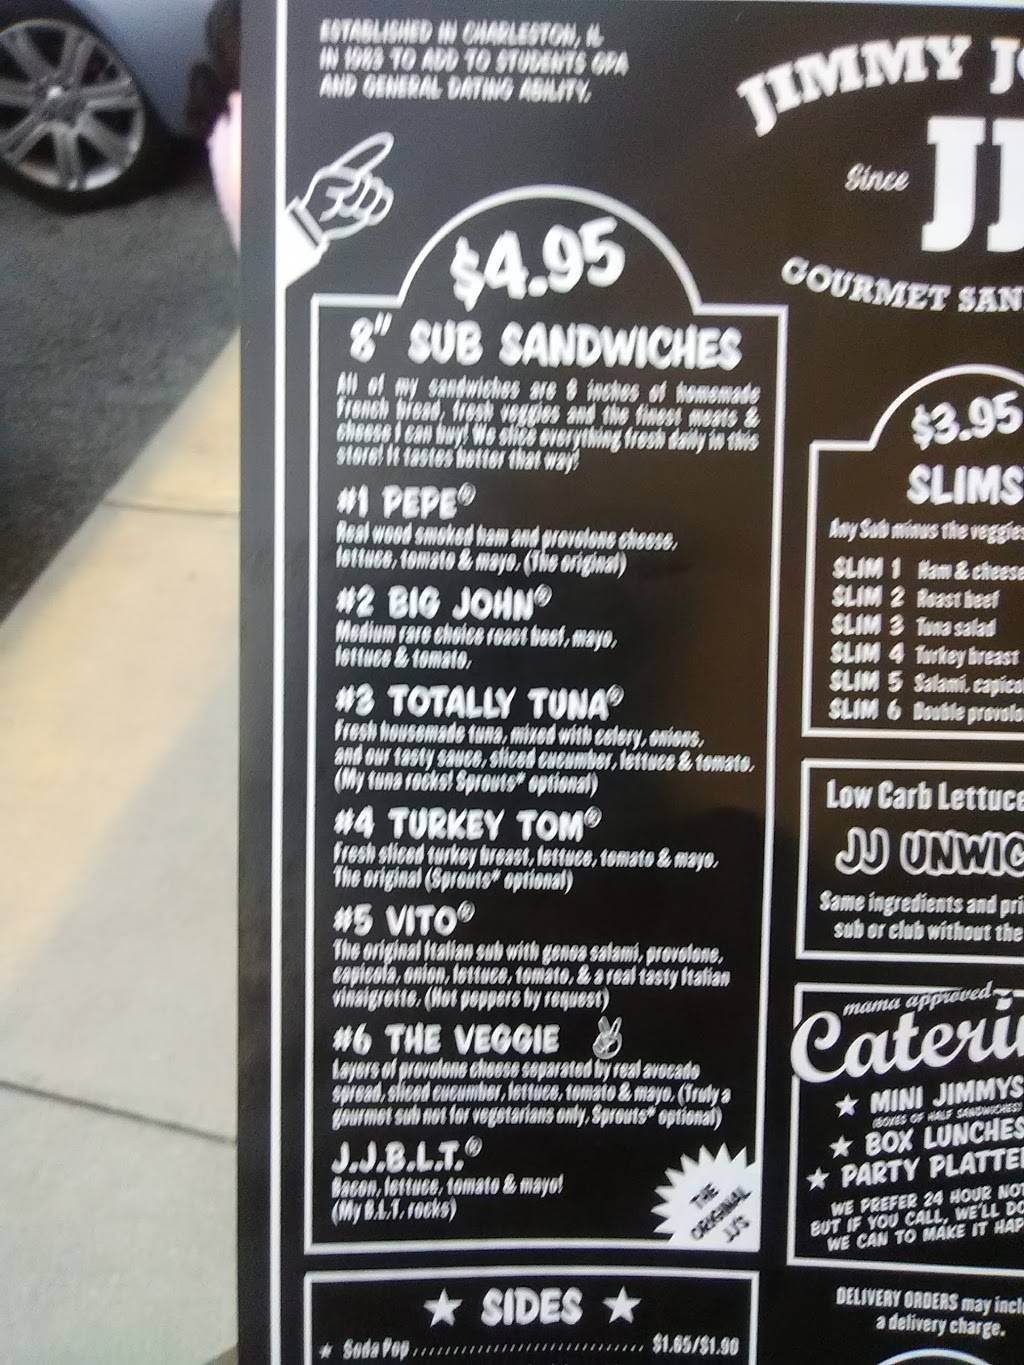 ESTABLISHED IN CHARLESTON, IL
IN 1983 TO ADD TO STUDENTS GPA
AND GENERAL DATING ABILITY.
JIMMY JO
Since
JJ
GOURMET SAN
$4.95
8" SUB SANDWICHES
All of my sandwiches are 8 inches of homemade
French bread, fresh veggies and the finest meats &
cheese I can buy! We slice everything fresh daily in this
store! It tastes better that way!
#1 PEPE®
Real wood smoked ham and provolone cheese,
lettuce, tomato & mayo. (The original)
#2 BIG JOHN®
Medium rare choice roast beef, mayo,
lettuce & tomato.
#3 TOTALLY TUNA®
Fresh housemade tuna, mixed with celery, onions,
and our tasty sauce, sliced cucumber, lettuce & tomato.
(My tuna rocks! Sprouts* optional)
#4 TURKEY TOM®
Fresh sliced turkey breast, lettuce, tomato & mayo.
The original (Sprouts* optional)
#5 VITO®
The original Italian sub with genoa salami, provolone,
capicola, onion, lettuce, tomato, & a real tasty Italian
vinaigrette. (Hot peppers by request)
#6 THE VEGGIE
Layers of provolone cheese separated by real avocado
spread, sliced cucumber, lettuce, tomato & mayo. (Truly a
gourmet sub not for vegetarians only. Sprouts* optional)
J.J.B.L.T.®
Bacon, lettuce, tomato & mayo!
(My B.L.T. rocks)
THE
ORIGINAL
JJ'S
★ SIDES ★
★ Soda Pop $1.65/$1.90
$3.95
SLIMS
Any Sub minus the veggies
SLIM 1 Ham & cheese
SLIM 2 Roast beef
SLIM 3 Tuna salad
SLIM 4 Turkey breast
SLIM 5 Salami, capico
SLIM 6 Double provolo
Low Carb Lettuce
JJ UNWIC
Same ingredients and pri
sub or club without the
mama approved
Caterin
★ MINI JIMMYS
(BOXES OF HALF SANDWICHES)
★ BOX LUNCHES
★ PARTY PLATTE
WE PREFER 24 HOUR NOT
BUT IF YOU CALL, WE'LL DO
WE CAN TO MAKE IT HAP
DELIVERY ORDERS may incl
a delivery charge.